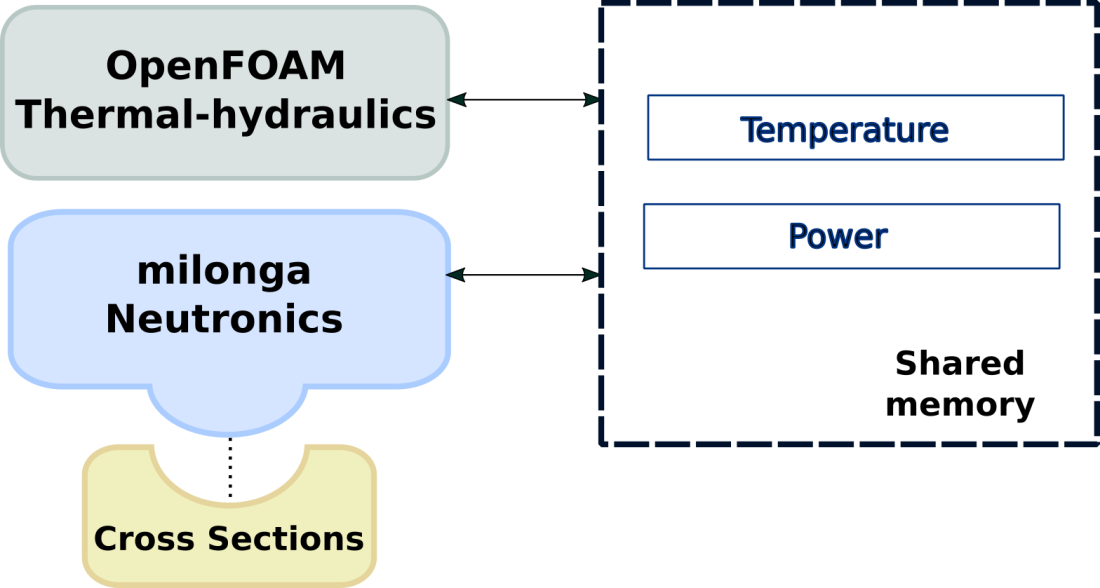 OpenFOAM
Thermal-hydraulics
milonga
Neutronics
Cross Sections
Temperature
Power
Shared
memory